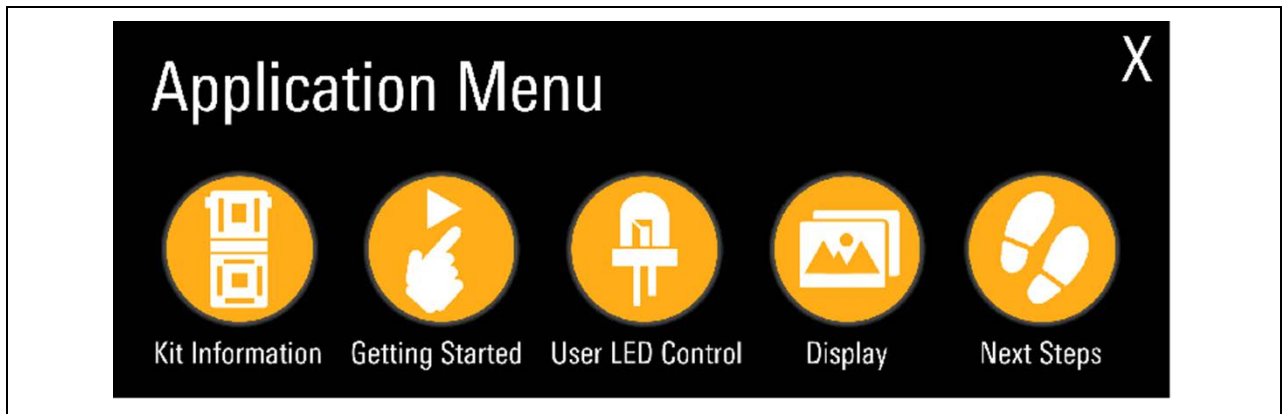 Application Menu
X
Kit Information
Getting Started
User LED Control
Display
Next Steps